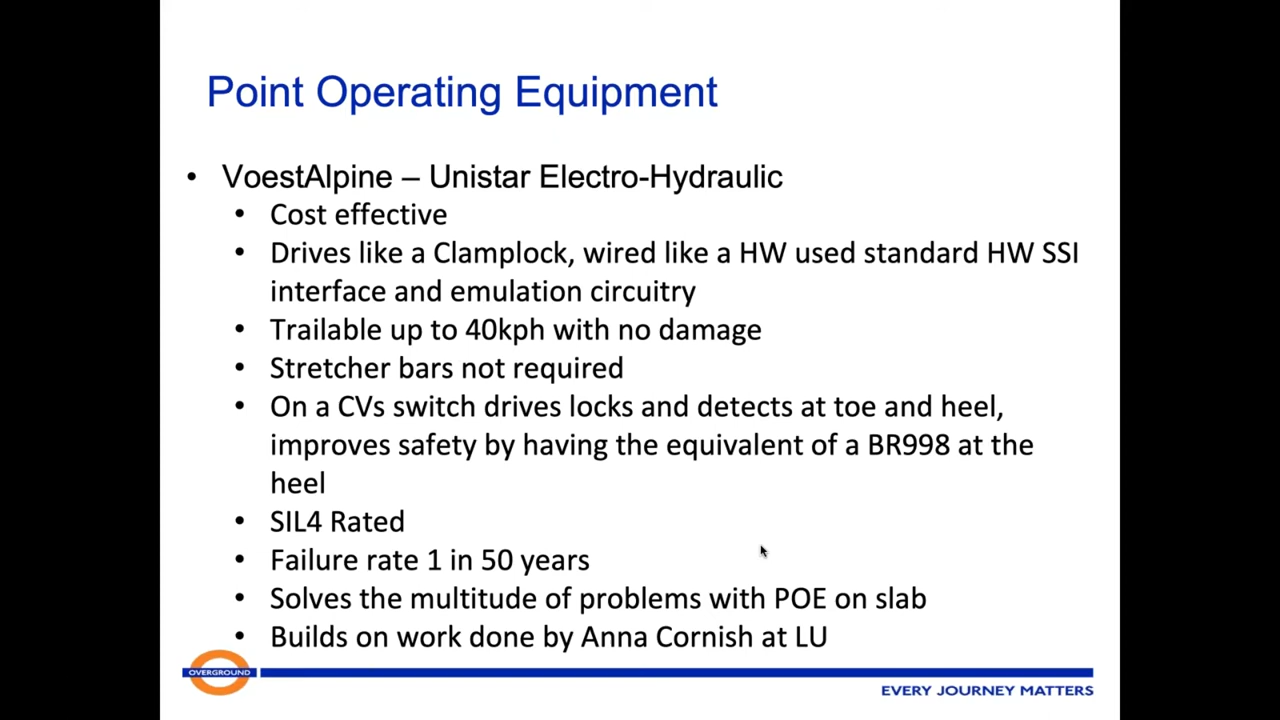 Point Operating Equipment
• VoestAlpine – Unistar Electro-Hydraulic
• Cost effective
• Drives like a Clamplock, wired like a HW used standard HW SSI
interface and emulation circuitry
• Trailable up to 40kph with no damage
• Stretcher bars not required
• On a CVs switch drives locks and detects at toe and heel,
improves safety by having the equivalent of a BR998 at the
heel
• SIL4 Rated
• Failure rate 1 in 50 years
• Solves the multitude of problems with POE on slab
• Builds on work done by Anna Cornish at LU
OVERGROUND
EVERY JOURNEY MATTERS